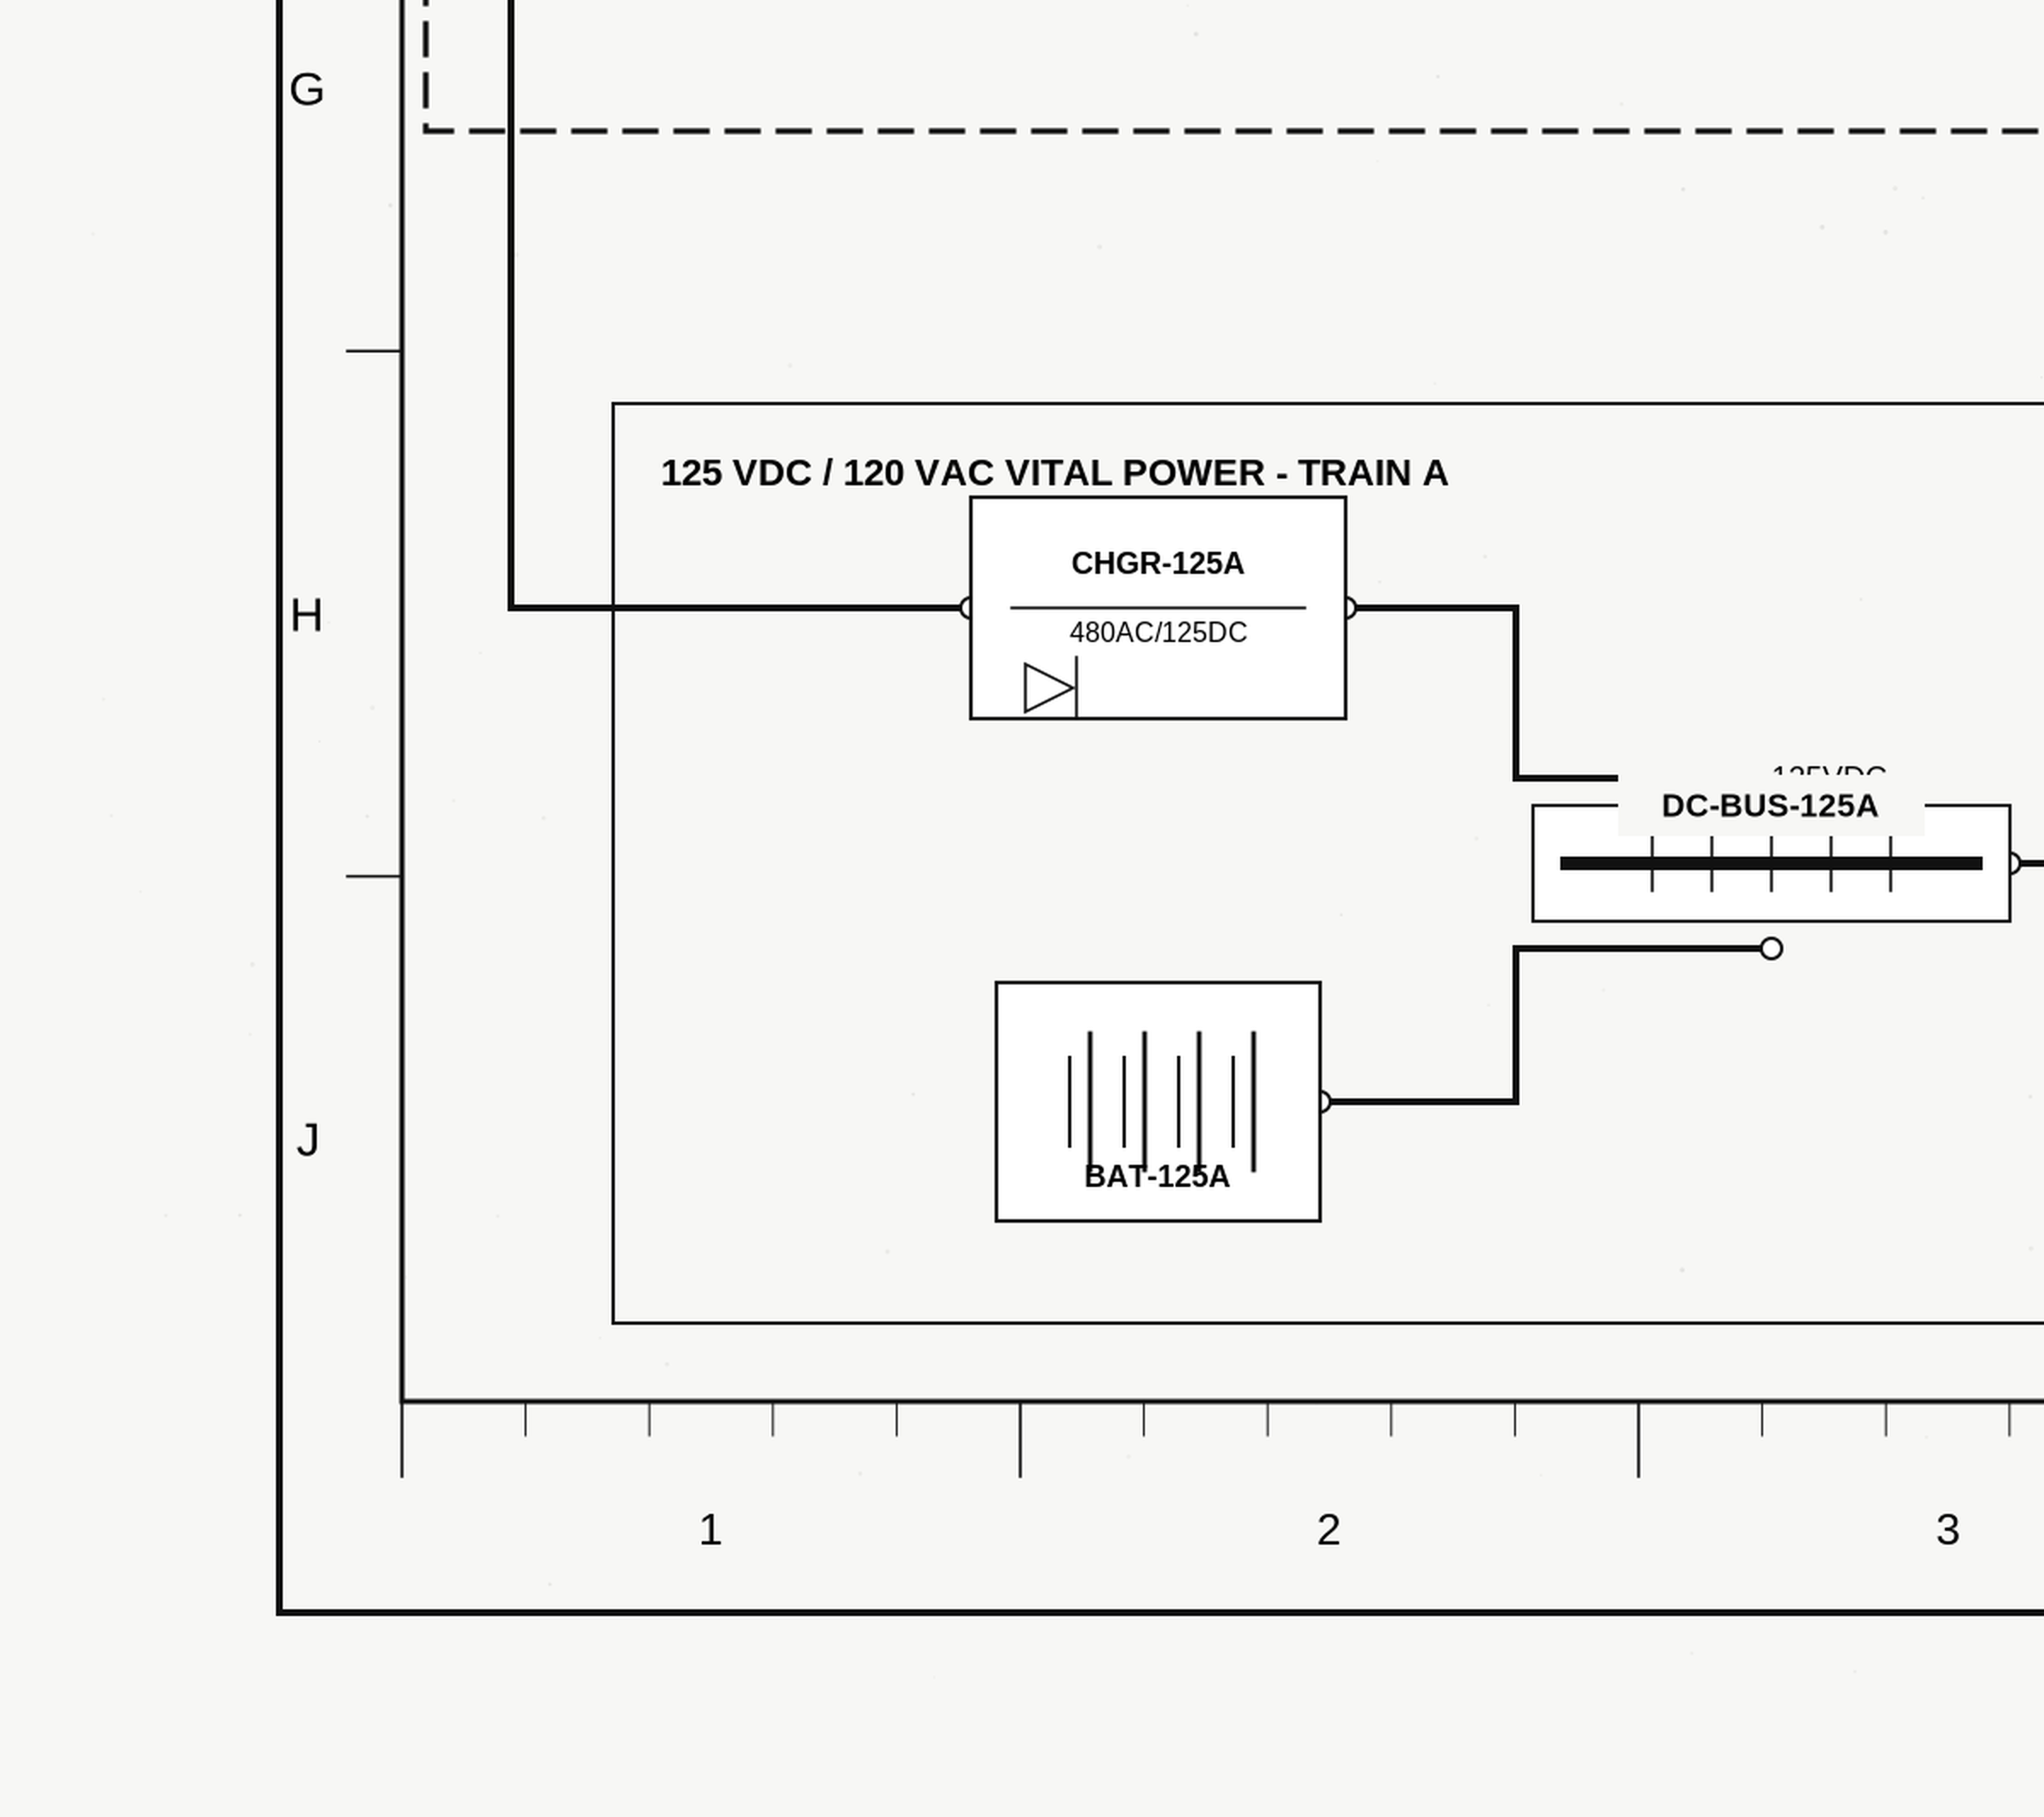 G
125 VDC / 120 VAC VITAL POWER - TRAIN A
CHGR-125A
H
480AC/125DC
125VDC
DC-BUS-125A
J
BAT-125A
1 2 3